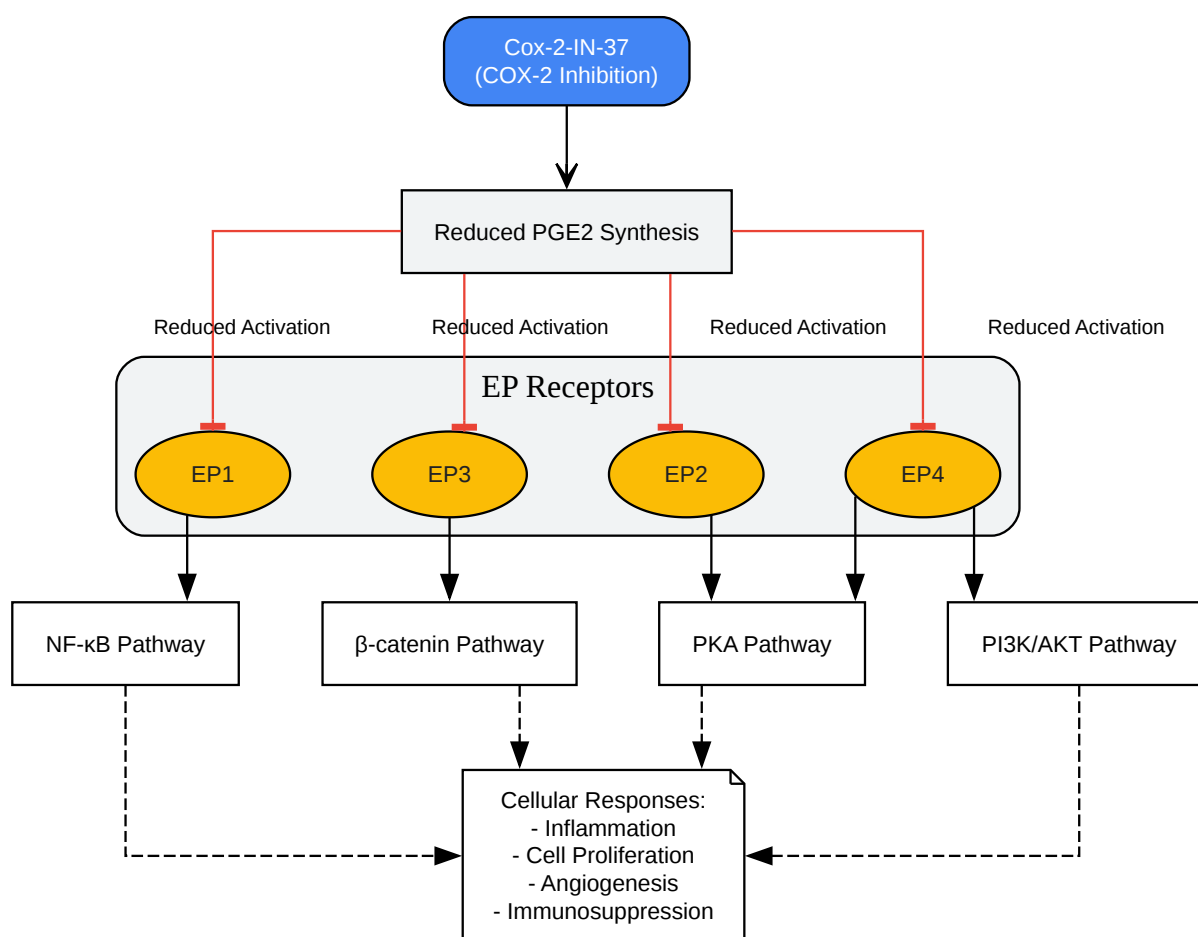 Cox-2-IN-37
(COX-2 Inhibition)
Reduced PGE2 Synthesis
Reduced Activation
Reduced Activation
Reduced Activation
Reduced Activation
EP Receptors
EP1
EP3
EP2
EP4
NF-κB Pathway
β-catenin Pathway
PKA Pathway
PI3K/AKT Pathway
Cellular Responses:
- Inflammation
- Cell Proliferation
- Angiogenesis
- Immunosuppression